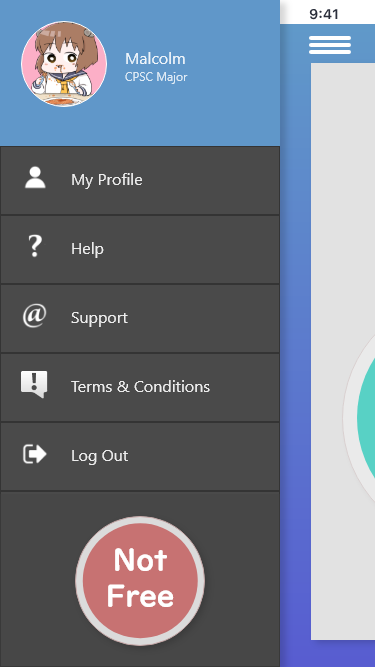 9:41
Malcolm
CPSC Major
My Profile
Help
Support
Terms & Conditions
Log Out
Not
Free